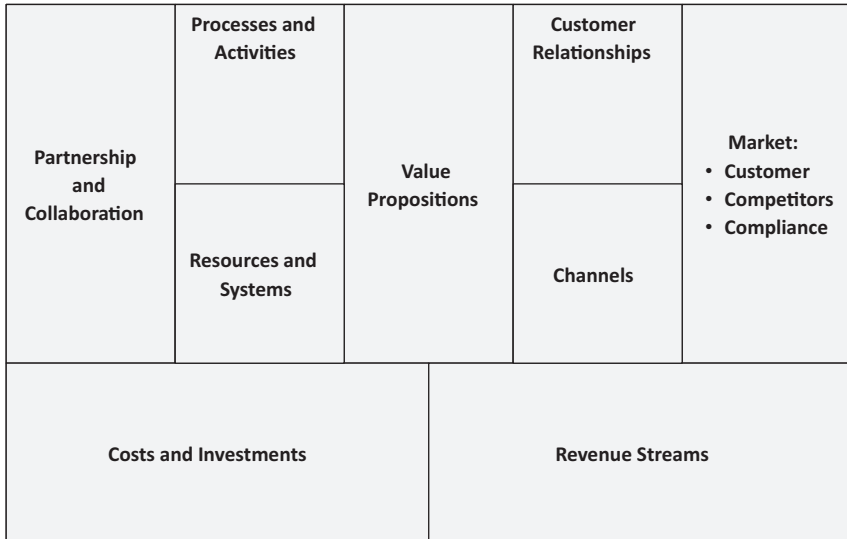 Partnership
and
Collaboration
Processes and
Activities
Resources and
Systems
Value
Propositions
Customer
Relationships
Channels
Market:
• Customer
• Competitors
• Compliance
Costs and Investments
Revenue Streams